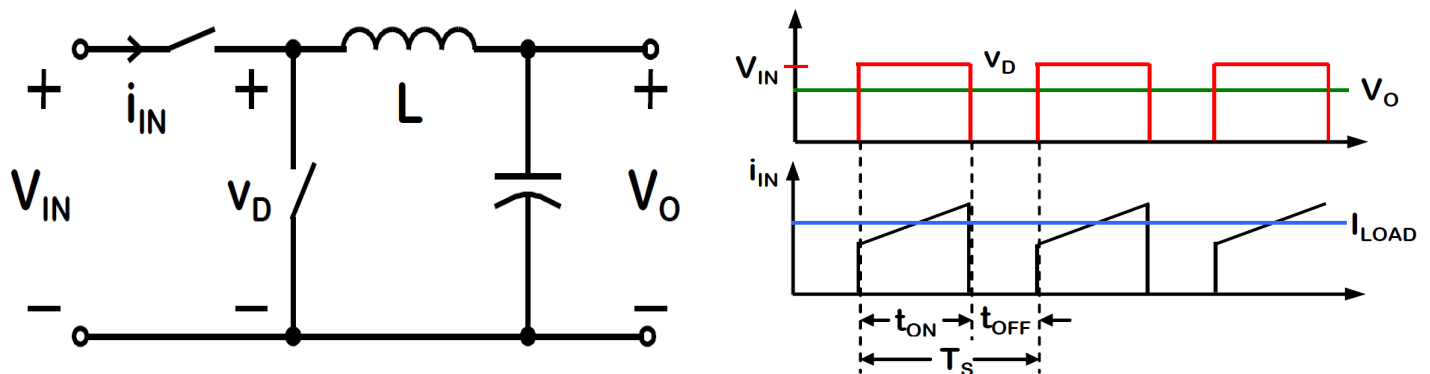 + i_IN + L +
V_IN v_D V_O
− − −
V_IN v_D V_O
i_IN I_LOAD
t_ON t_OFF
T_S